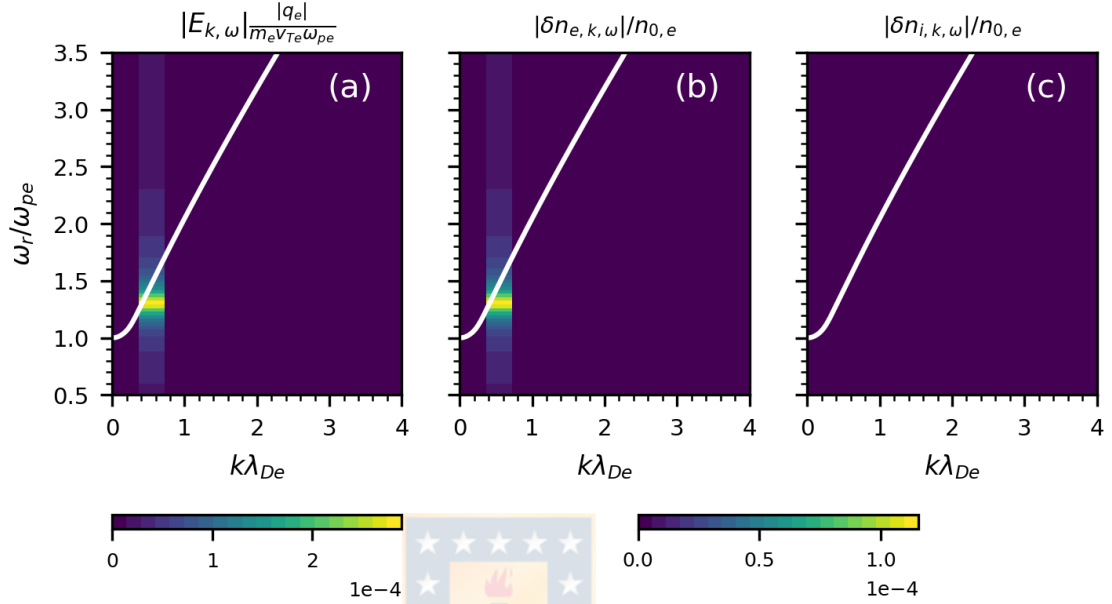 |E_{k, ω}| |q_e| / m_e v_{Te} ω_{pe}
|δn_{e, k, ω}|/n_{0, e}
|δn_{i, k, ω}|/n_{0, e}
(a)
(b)
(c)
3.5
3.0
2.5
2.0
1.5
1.0
0.5
ω_r/ω_{pe}
0 1 2 3 4
0 1 2 3 4
0 1 2 3 4
kλ_{De}
kλ_{De}
kλ_{De}
0 1 2
1e−4
0.0 0.5 1.0
1e−4